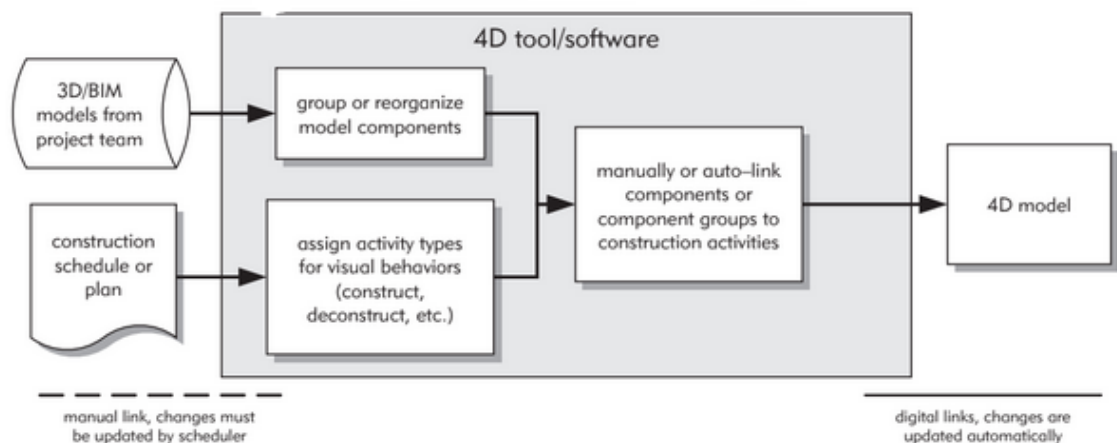 4D tool/software
3D/BIM
models from
project team
group or reorganize
model components
construction
schedule or
plan
assign activity types
for visual behaviors
(construct,
deconstruct, etc.)
manually or auto–link
components or
component groups to
construction activities
4D model
manual link, changes must
be updated by scheduler
digital links, changes are
updated automatically